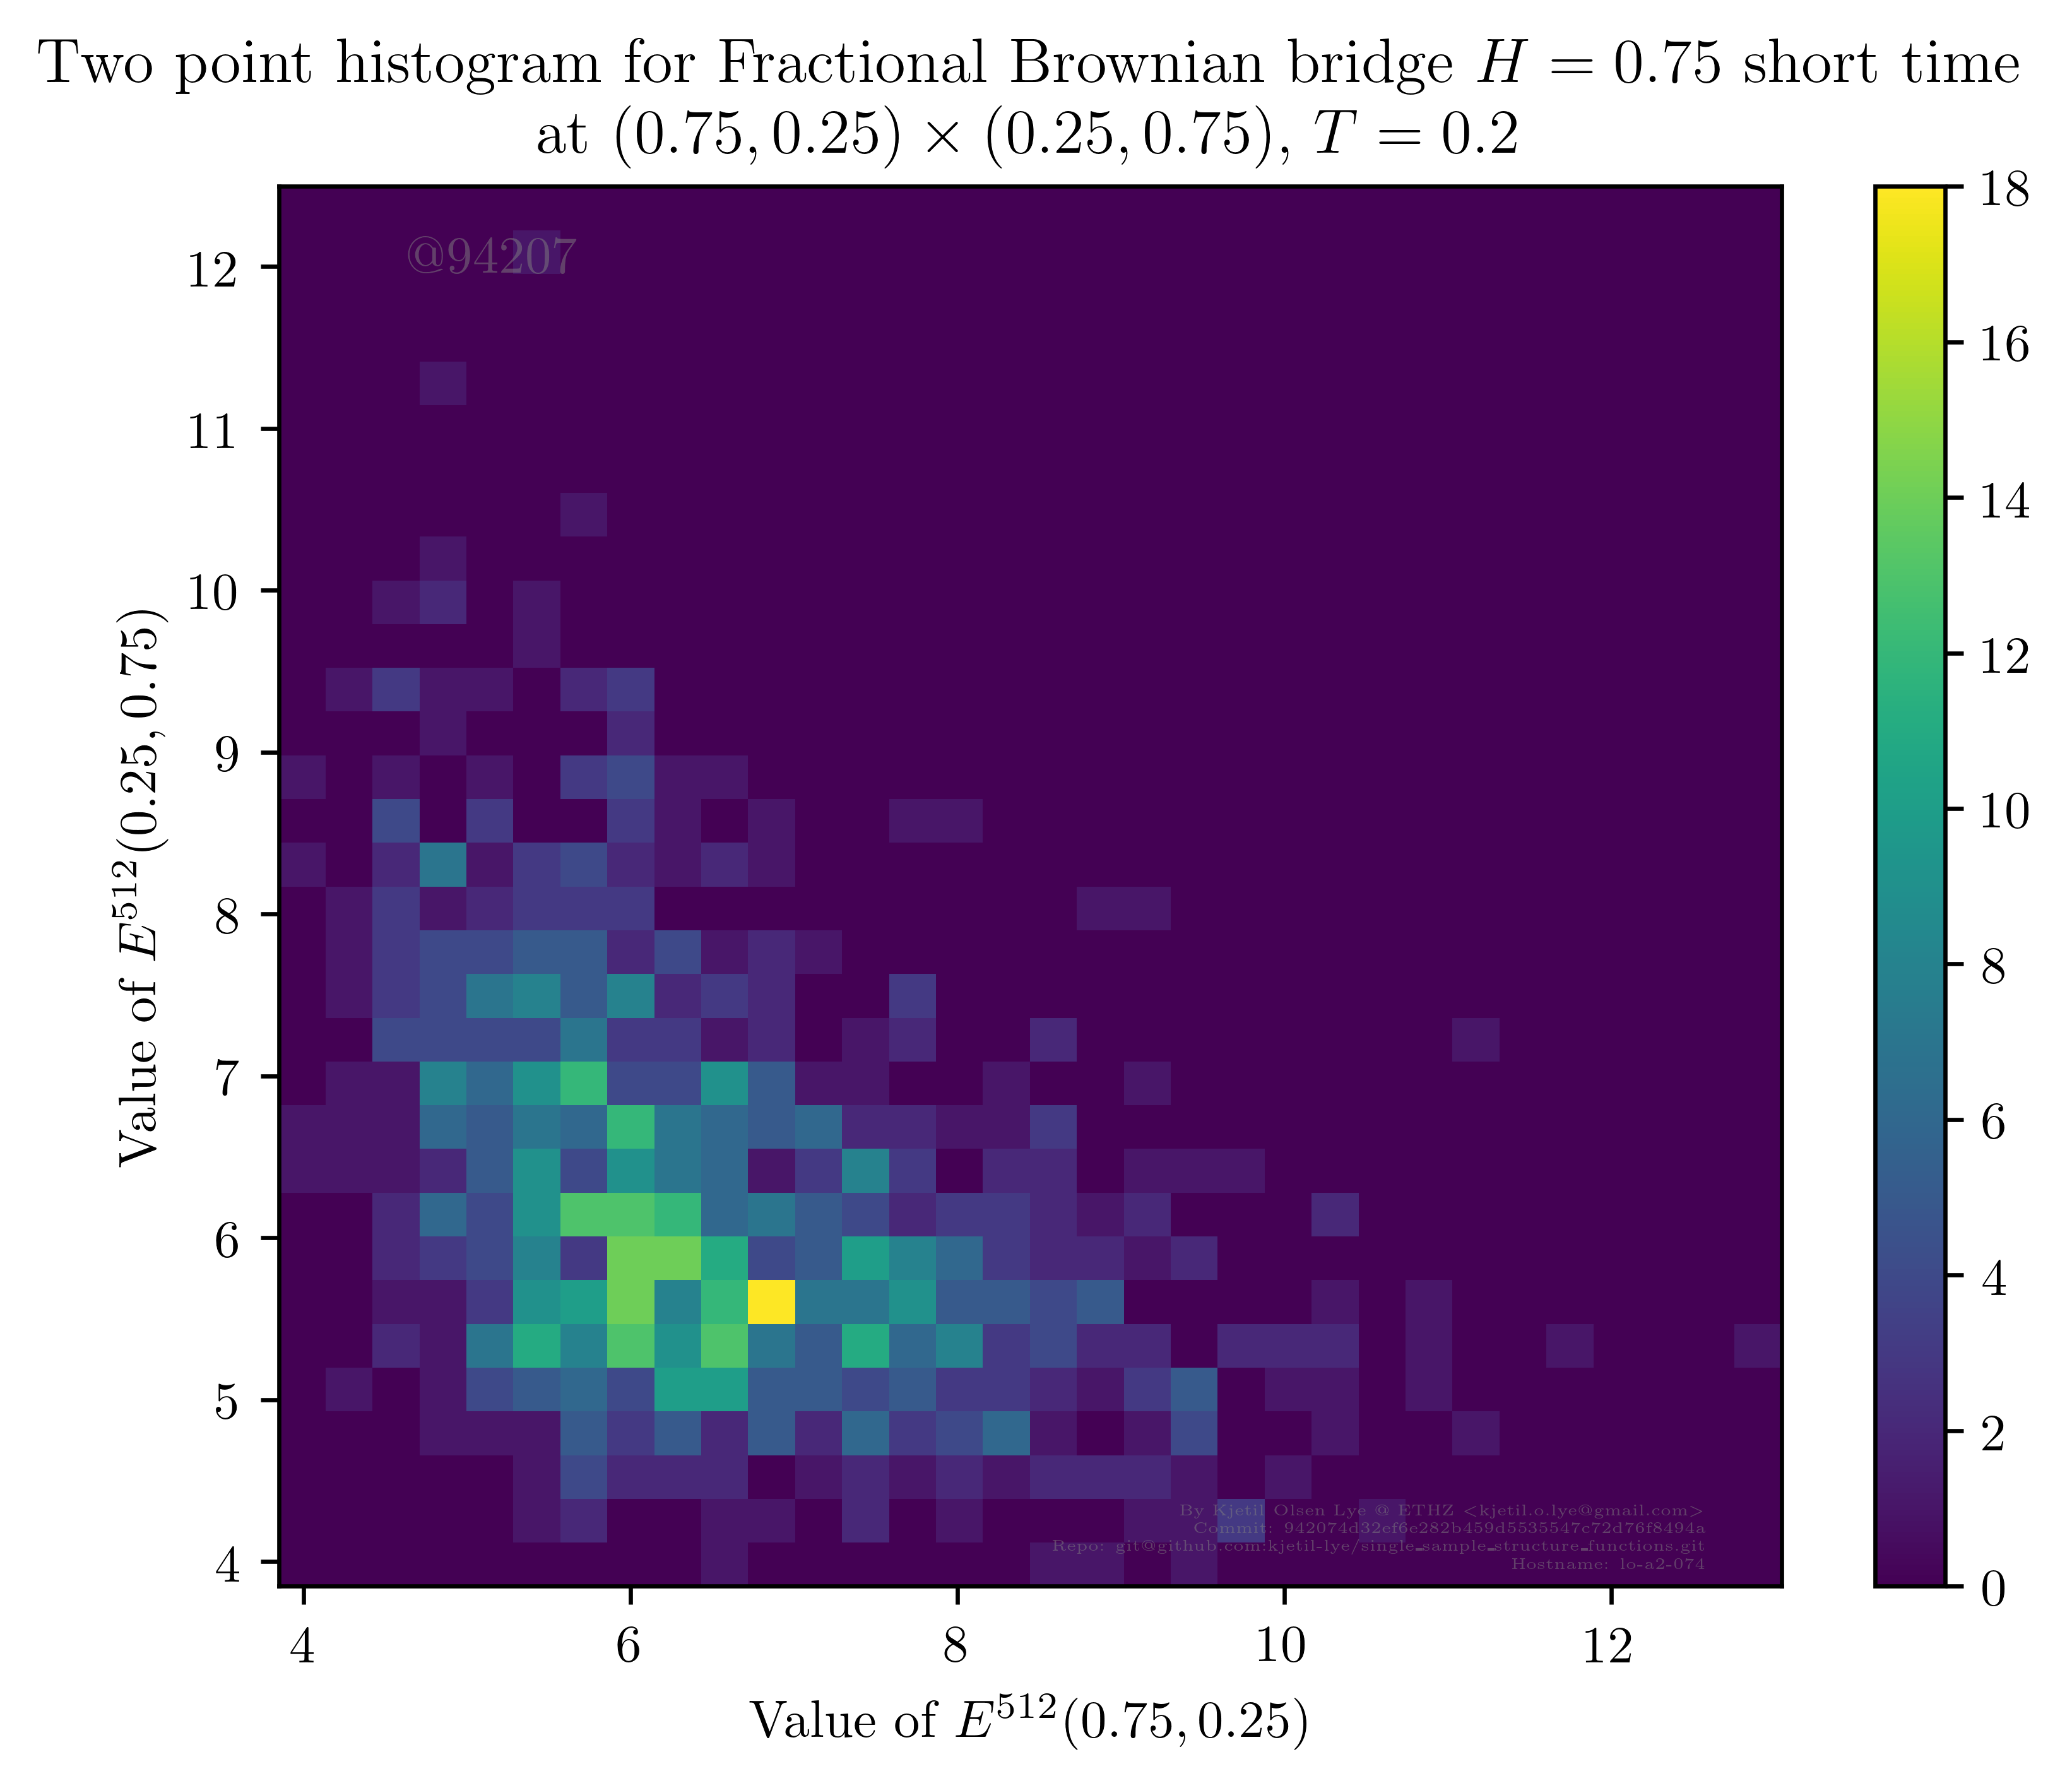 Two point histogram for Fractional Brownian bridge H = 0.75 short time
at (0.75, 0.25) × (0.25, 0.75), T = 0.2
@94207
12
11
10
9
8
7
6
5
4
Value of E^512(0.25, 0.75)
18
16
14
12
10
8
6
4
2
0
By Kjetil Olsen Lye @ ETHZ <kjetil.o.lye@gmail.com>
Commit: 942074d32ef6e282b459d5535547c72d76f8494a
Repo: git@github.com:kjetil-lye/single_sample_structure_functions.git
Hostname: lo-a2-074
4 6 8 10 12
Value of E^512(0.75, 0.25)